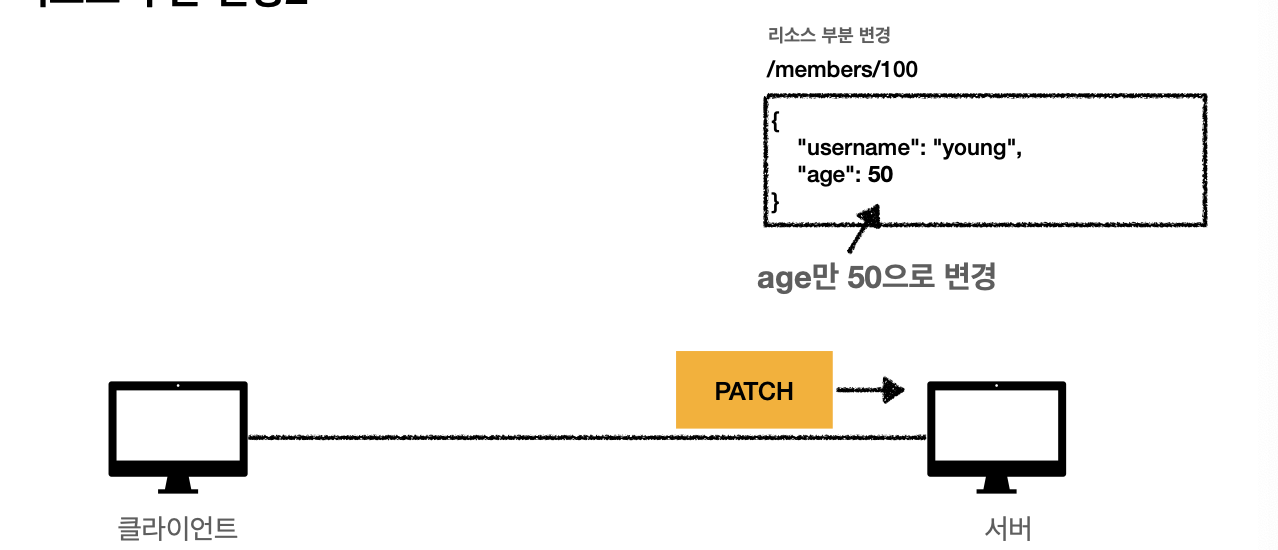 리소스 부분 변경
/members/100
{
"username": "young",
"age": 50
}
age만 50으로 변경
PATCH
클라이언트
서버